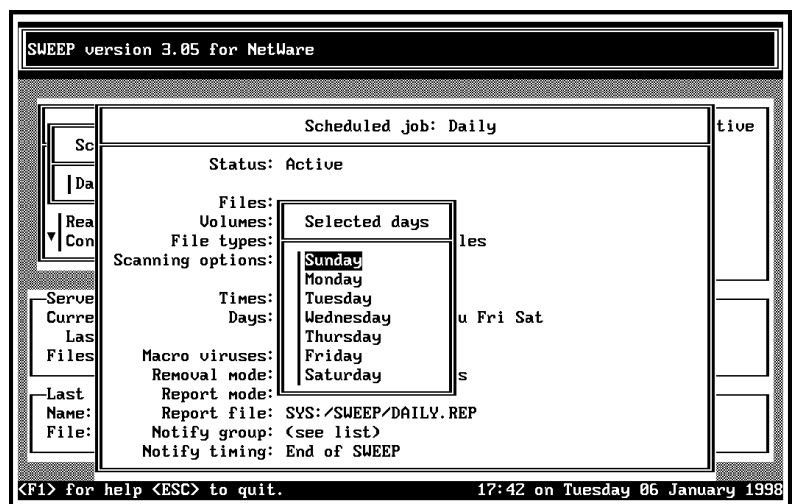 SWEEP version 3.05 for NetWare
Scheduled job: Daily
tive
Sc
Status: Active
Da
Files:
Rea
Volumes:
Selected days
Con
File types:
les
Scanning options:
Sunday
Monday
Serve
Times:
Tuesday
Curre
Days:
Wednesday
u Fri Sat
Las
Thursday
Files
Macro viruses:
Friday
Removal mode:
Saturday
s
Last
Report mode:
Name:
Report file: SYS:/SWEEP/DAILY.REP
File:
Notify group: (see list)
Notify timing: End of SWEEP
<F1> for help <ESC> to quit.
17:42 on Tuesday 06 January 1998